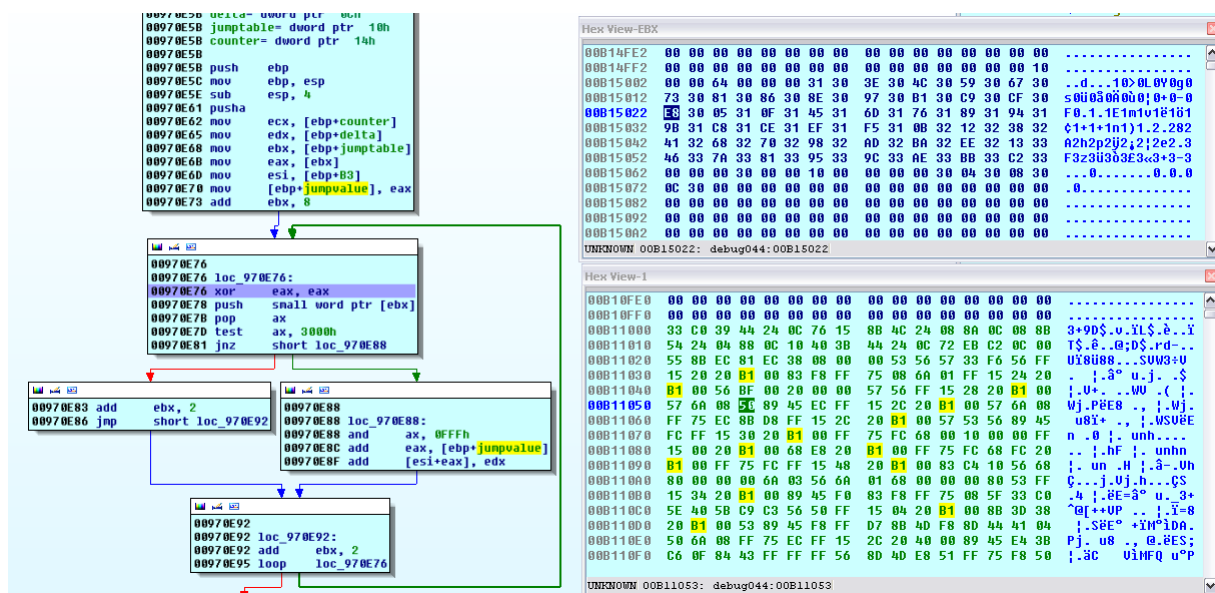 00970E5B delta= dword ptr  0Ch
00970E5B jumptable= dword ptr  10h
00970E5B counter= dword ptr  14h
00970E5B
00970E5B push    ebp
00970E5C mov     ebp, esp
00970E5E sub     esp, 4
00970E61 pusha
00970E62 mov     ecx, [ebp+counter]
00970E65 mov     edx, [ebp+delta]
00970E68 mov     ebx, [ebp+jumptable]
00970E6B mov     eax, [ebx]
00970E6D mov     esi, [ebp+B3]
00970E70 mov     [ebp+jumpvalue], eax
00970E73 add     ebx, 8
00970E76
00970E76 loc_970E76:
00970E76 xor     eax, eax
00970E78 push    small word ptr [ebx]
00970E7B pop     ax
00970E7D test    ax, 3000h
00970E81 jnz     short loc_970E88
00970E83 add     ebx, 2
00970E86 jmp     short loc_970E92
00970E88
00970E88 loc_970E88:
00970E88 and     ax, 0FFFh
00970E8C add     eax, [ebp+jumpvalue]
00970E8F add     [esi+eax], edx
00970E92
00970E92 loc_970E92:
00970E92 add     ebx, 2
00970E95 loop    loc_970E76
Hex View-EBX
00B14FE2  00 00 00 00 00 00 00 00  00 00 00 00 00 00 00 00  ................
00B14FF2  00 00 00 00 00 00 00 00  00 00 00 00 00 00 00 10  ................
00B15002  00 00 64 00 00 00 31 30  3E 30 4C 30 59 30 67 30  ..d...10>0L0Y0g0
00B15012  73 30 81 30 86 30 8E 30  97 30 B1 30 C9 30 CF 30
00B15022  E8 30 05 31 0F 31 45 31  6D 31 76 31 89 31 94 31
00B15032  9B 31 C8 31 CE 31 EF 31  F5 31 0B 32 12 32 38 32
00B15042  41 32 68 32 70 32 98 32  AD 32 BA 32 EE 32 13 33
00B15052  46 33 7A 33 81 33 95 33  9C 33 AE 33 BB 33 C2 33
00B15062  00 00 00 30 00 00 10 00  00 00 00 30 04 30 08 30  ...0.......0.0.0
00B15072  0C 30 00 00 00 00 00 00  00 00 00 00 00 00 00 00  .0..............
00B15082  00 00 00 00 00 00 00 00  00 00 00 00 00 00 00 00  ................
00B15092  00 00 00 00 00 00 00 00  00 00 00 00 00 00 00 00  ................
00B150A2  00 00 00 00 00 00 00 00  00 00 00 00 00 00 00 00  ................
UNKNOWN 00B15022: debug044:00B15022
Hex View-1
00B10FE0  00 00 00 00 00 00 00 00  00 00 00 00 00 00 00 00  ................
00B10FF0  00 00 00 00 00 00 00 00  00 00 00 00 00 00 00 00  ................
00B11000  33 C0 39 44 24 0C 76 15  8B 4C 24 08 8A 0C 08 8B
00B11010  54 24 04 88 0C 10 40 3B  44 24 0C 72 EB C2 0C 00
00B11020  55 8B EC 81 EC 38 08 00  00 53 56 57 33 F6 56 FF
00B11030  15 20 20 B1 00 83 F8 FF  75 08 6A 01 FF 15 24 20
00B11040  B1 00 56 BF 00 20 00 00  57 56 FF 15 28 20 B1 00
00B11050  57 6A 08 50 89 45 EC FF  15 2C 20 B1 00 57 6A 08
00B11060  FF 75 EC 8B D8 FF 15 2C  20 B1 00 57 53 56 89 45
00B11070  FC FF 15 30 20 B1 00 FF  75 FC 68 00 10 00 00 FF
00B11080  15 00 20 B1 00 68 E8 20  B1 00 FF 75 FC 68 FC 20
00B11090  B1 00 FF 75 FC FF 15 48  20 B1 00 83 C4 10 56 68
00B110A0  80 00 00 00 6A 03 56 6A  01 68 00 00 00 80 53 FF
00B110B0  15 34 20 B1 00 89 45 F0  83 F8 FF 75 08 5F 33 C0
00B110C0  5E 40 5B C9 C3 56 50 FF  15 04 20 B1 00 8B 3D 38
00B110D0  20 B1 00 53 89 45 F8 FF  D7 8B 4D F8 8D 44 41 04
00B110E0  50 6A 08 FF 75 EC FF 15  2C 20 40 00 89 45 E4 3B
00B110F0  C6 0F 84 43 FF FF FF 56  8D 4D E8 51 FF 75 F8 50
UNKNOWN 00B11053: debug044:00B11053